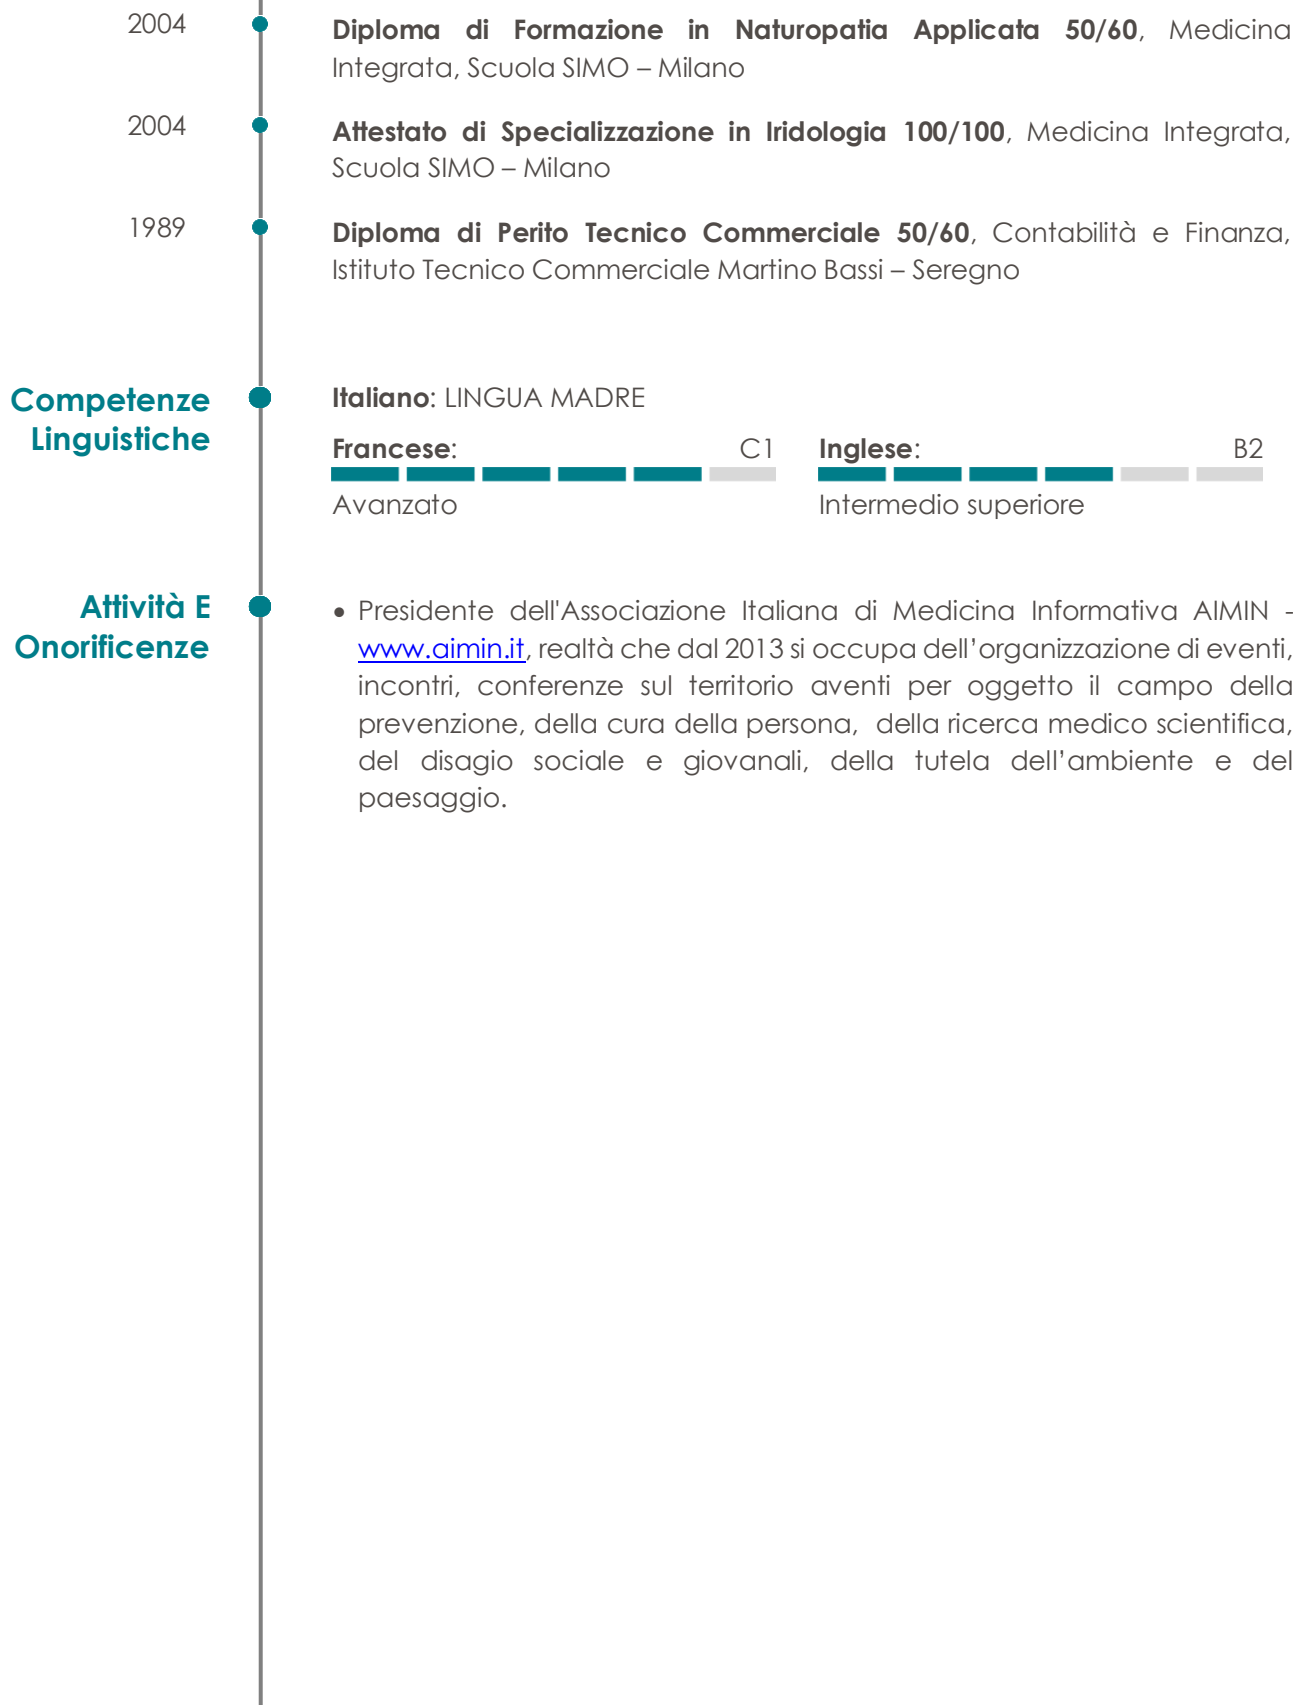 2004
Diploma di Formazione in Naturopatia Applicata 50/60, Medicina
Integrata, Scuola SIMO – Milano
2004
Attestato di Specializzazione in Iridologia 100/100, Medicina Integrata,
Scuola SIMO – Milano
1989
Diploma di Perito Tecnico Commerciale 50/60, Contabilità e Finanza,
Istituto Tecnico Commerciale Martino Bassi – Seregno
Competenze
Linguistiche
Italiano: LINGUA MADRE
Francese: C1
Avanzato
Inglese: B2
Intermedio superiore
Attività E
Onorificenze
• Presidente dell'Associazione Italiana di Medicina Informativa AIMIN -
www.aimin.it, realtà che dal 2013 si occupa dell’organizzazione di eventi,
incontri, conferenze sul territorio aventi per oggetto il campo della
prevenzione, della cura della persona,  della ricerca medico scientifica,
del disagio sociale e giovanali, della tutela dell’ambiente e del
paesaggio.